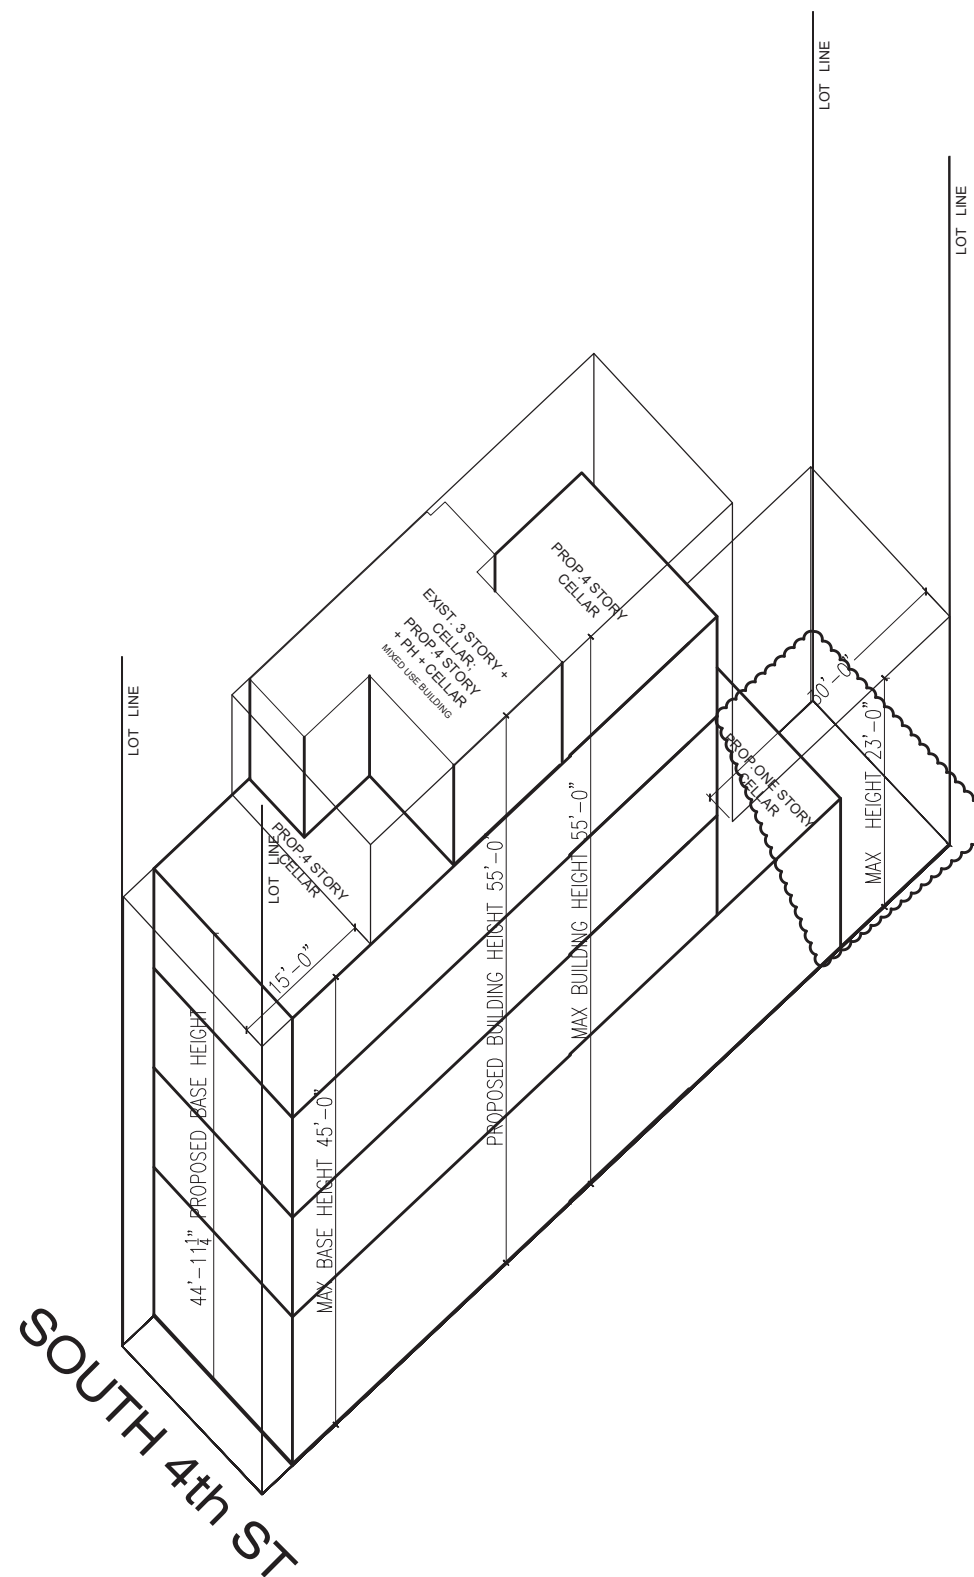 LOT LINE
LOT LINE
PROP.4 STORY
CELLAR
EXIST. 3 STORY +
CELLAR;
PROP.4 STORY
+ PH + CELLAR
MIXED USE BUILDING
LOT LINE
PROP.ONE STORY
CELLAR
MAX HEIGHT 23'-0"
LOT LINE
PROP.4 STORY
CELLAR
15'-0"
44'-11¼" PROPOSED BASE HEIGHT
MAX BASE HEIGHT 45'-0"
PROPOSED BUILDING HEIGHT 55'-0"
MAX BUILDING HEIGHT 55'-0"
SOUTH 4th ST